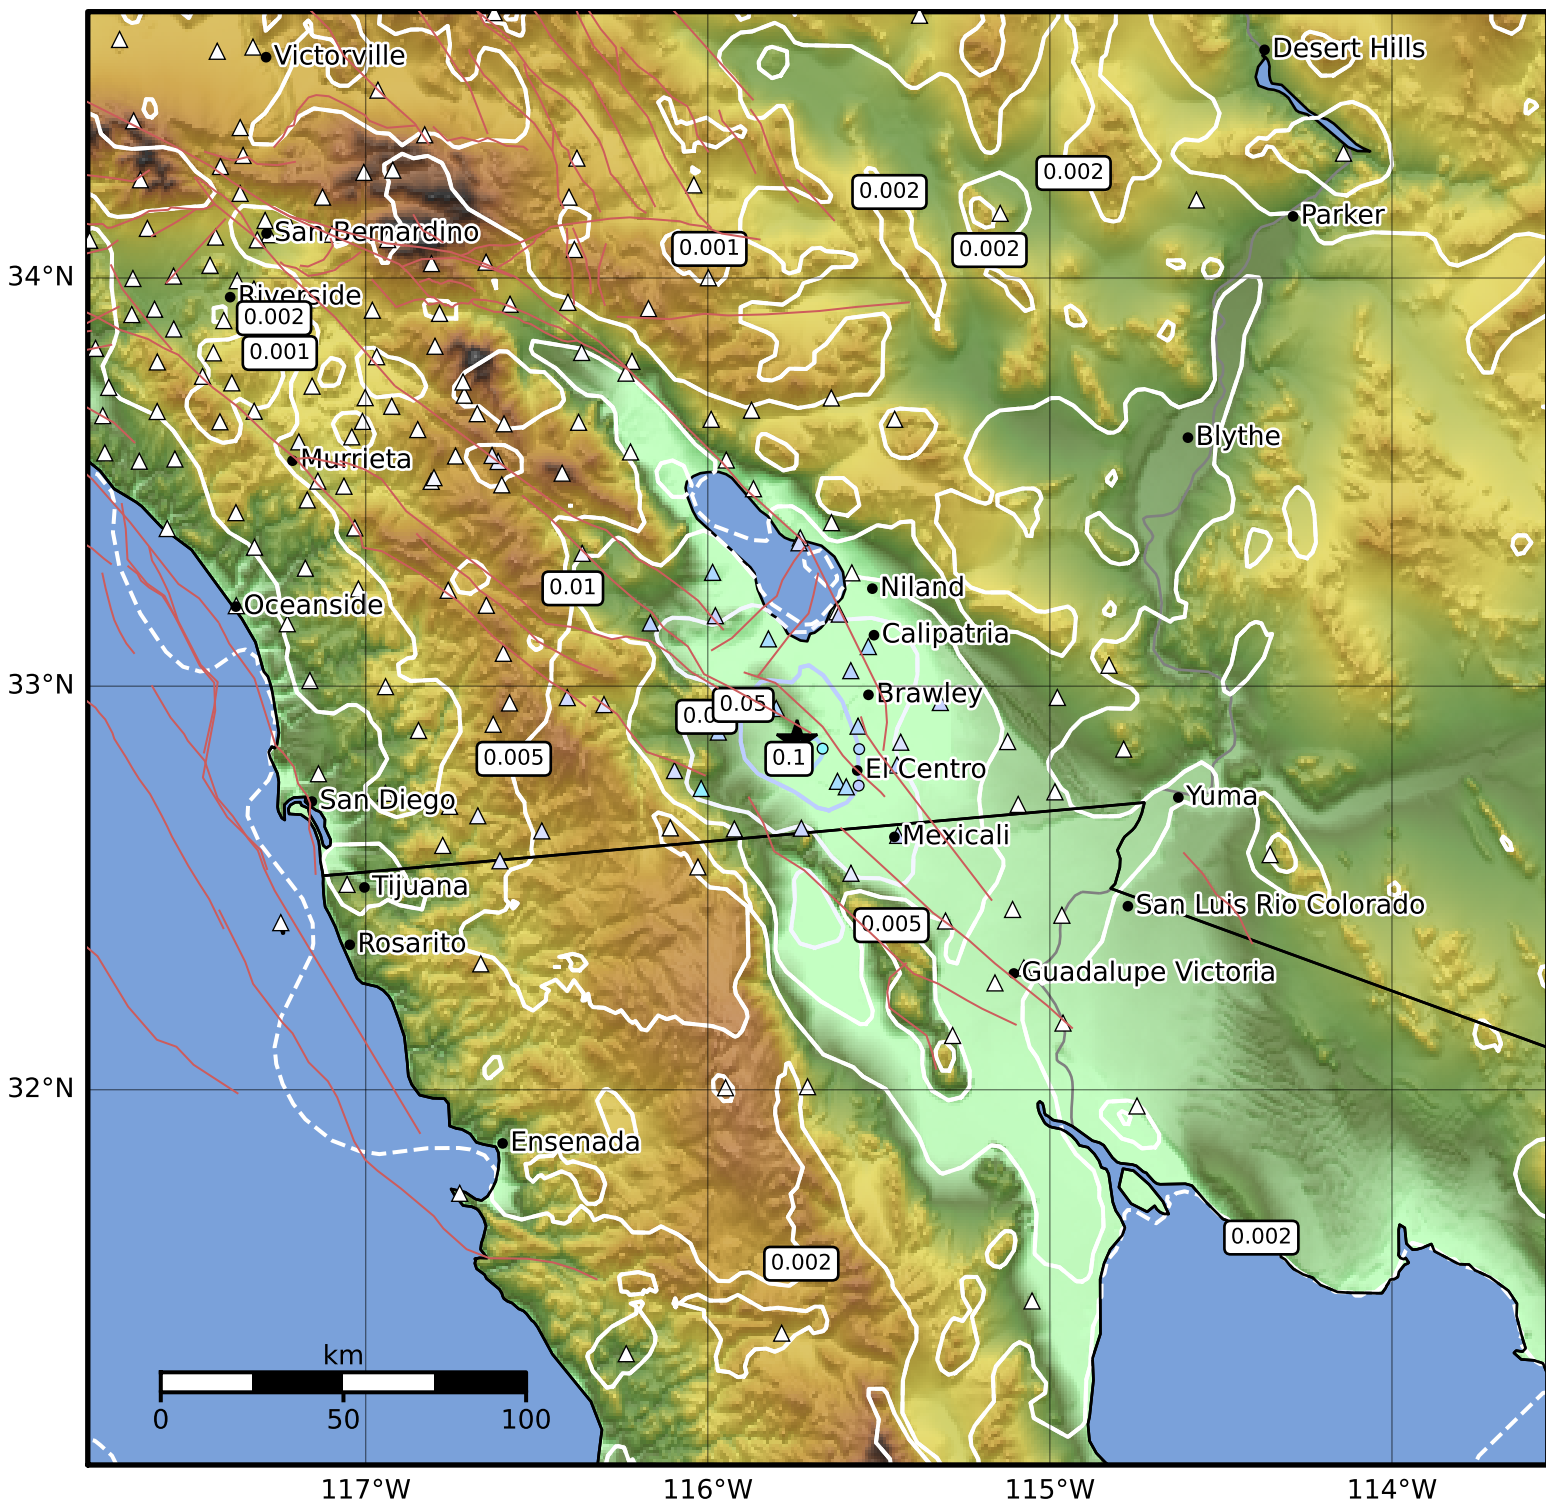 Desert Hills
Victorville
0.002
0.002
Parker
San Bernardino
0.001
0.002
34°N
Riverside
0.002
0.001
Blythe
Murrieta
0.01
Niland
Oceanside
Calipatria
33°N
Brawley
0.05
0.005
0.1
El Centro
San Diego
Yuma
Mexicali
Tijuana
San Luis Rio Colorado
0.005
Rosarito
Guadalupe Victoria
32°N
Ensenada
0.002
0.002
km
0 50 100
117°W 116°W 115°W 114°W